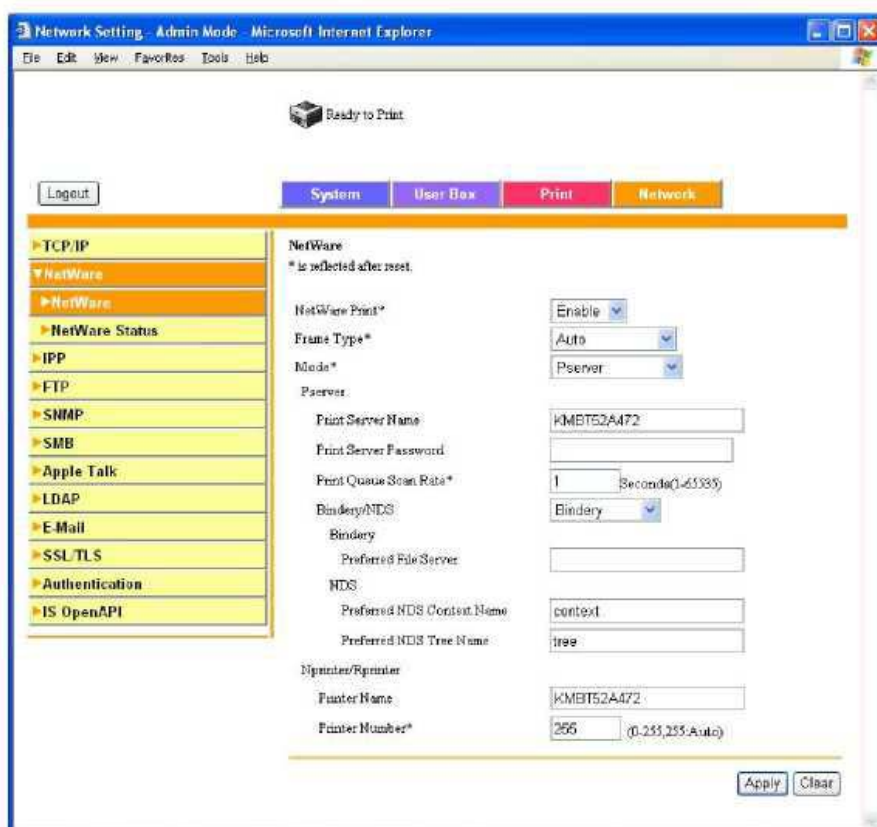 Network Setting - Admin Mode - Microsoft Internet Explorer
File Edit View Favorites Tools Help
Ready to Print
Logout
System User Box Print Network
TCP/IP
NetWare
NetWare
NetWare Status
IPP
FTP
SNMP
SMB
Apple Talk
LDAP
E-Mail
SSL/TLS
Authentication
IS OpenAPI
NetWare
* is reflected after reset.
NetWare Print* Enable
Frame Type* Auto
Mode* Pserver
Pserver
Print Server Name KMBT52A472
Print Server Password
Print Queue Scan Rate* 1 Seconds(1-65535)
Bindery/NDS Bindery
Bindery
Preferred File Server
NDS
Preferred NDS Context Name context
Preferred NDS Tree Name tree
Nprinter/Rprinter
Printer Name KMBT52A472
Printer Number* 255 (0-255,255:Auto)
Apply Clear